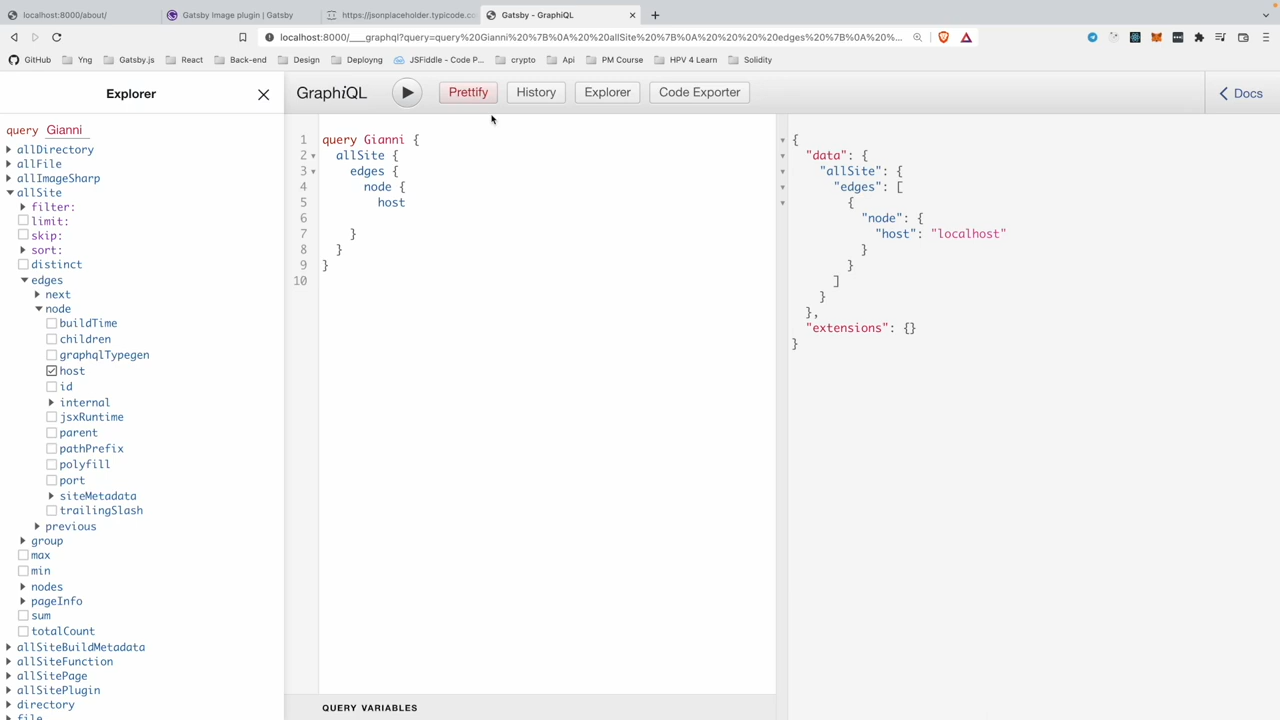 localhost:8000/about/
Gatsby Image plugin | Gatsby
https://jsonplaceholder.typicode.co
Gatsby - GraphiQL
localhost:8000/___graphql?query=query%20Gianni%20%7B%0A%20%20allSite%20%7B%0A%20%20%20%20edges%20%7B%0A%20%20%...
GitHub
Yng
Gatsby.js
React
Back-end
Design
Deployng
JSFiddle - Code P...
crypto
Api
PM Course
HPV 4 Learn
Solidity
Explorer
GraphiQL
Prettify
History
Explorer
Code Exporter
Docs
query Gianni
allDirectory
allFile
allImageSharp
allSite
filter:
limit:
skip:
sort:
distinct
edges
next
node
buildTime
children
graphqlTypegen
host
id
internal
jsxRuntime
parent
pathPrefix
polyfill
port
siteMetadata
trailingSlash
previous
group
max
min
nodes
pageInfo
sum
totalCount
allSiteBuildMetadata
allSiteFunction
allSitePage
allSitePlugin
directory
file
1 query Gianni {
2 allSite {
3 edges {
4 node {
5 host
6
7 }
8 }
9 }
10
QUERY VARIABLES
{
"data": {
"allSite": {
"edges": [
{
"node": {
"host": "localhost"
}
}
]
}
},
"extensions": {}
}